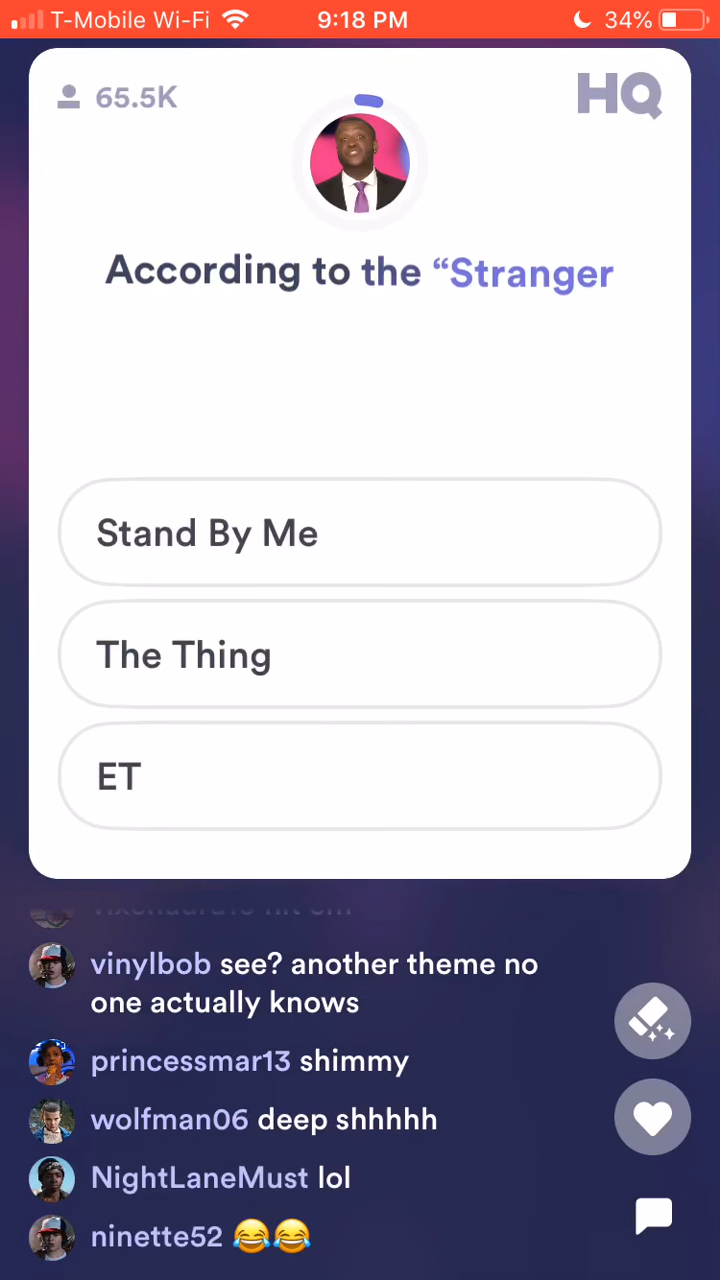 T-Mobile Wi-Fi 9:18 PM 34%
65.5K HQ
According to the “Stranger
Stand By Me
The Thing
ET
vinylbob see? another theme no
one actually knows
princessmar13 shimmy
wolfman06 deep shhhhh
NightLaneMust lol
ninette52 😂😂